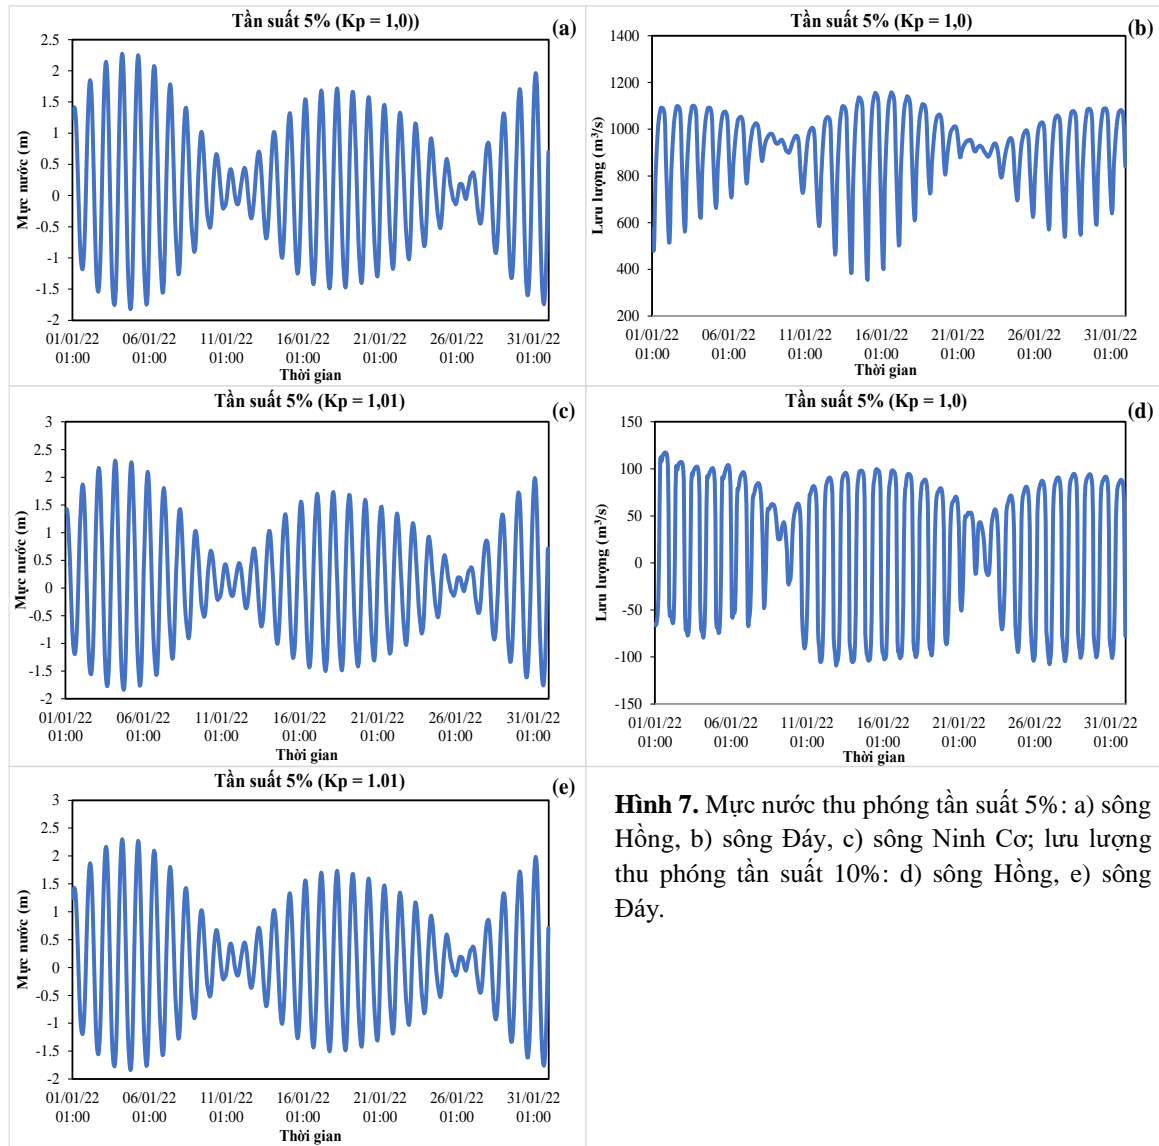 Tần suất 5% (Kp = 1,0))
(a)
Mực nước (m)
2.5
2
1.5
1
0.5
0
-0.5
-1
-1.5
-2
01/01/22 06/01/22 11/01/22 16/01/22 21/01/22 26/01/22 31/01/22
01:00 01:00 01:00 01:00 01:00 01:00 01:00
Thời gian
Tần suất 5% (Kp = 1,0)
(b)
Lưu lượng (m³/s)
1400
1200
1000
800
600
400
200
01/01/22 06/01/22 11/01/22 16/01/22 21/01/22 26/01/22 31/01/22
01:00 01:00 01:00 01:00 01:00 01:00 01:00
Thời gian
Tần suất 5% (Kp = 1,01)
(c)
Mực nước (m)
3
2.5
2
1.5
1
0.5
0
-0.5
-1
-1.5
-2
01/01/22 06/01/22 11/01/22 16/01/22 21/01/22 26/01/22 31/01/22
01:00 01:00 01:00 01:00 01:00 01:00 01:00
Thời gian
Tần suất 5% (Kp = 1,0)
(d)
Lưu lượng (m³/s)
150
100
50
0
-50
-100
-150
01/01/22 06/01/22 11/01/22 16/01/22 21/01/22 26/01/22 31/01/22
01:00 01:00 01:00 01:00 01:00 01:00 01:00
Thời gian
Tần suất 5% (Kp = 1.01)
(e)
Mực nước (m)
3
2.5
2
1.5
1
0.5
0
-0.5
-1
-1.5
-2
01/01/22 06/01/22 11/01/22 16/01/22 21/01/22 26/01/22 31/01/22
01:00 01:00 01:00 01:00 01:00 01:00 01:00
Thời gian
Hình 7. Mực nước thu phóng tần suất 5%: a) sông
Hồng, b) sông Đáy, c) sông Ninh Cơ; lưu lượng
thu phóng tần suất 10%: d) sông Hồng, e) sông
Đáy.